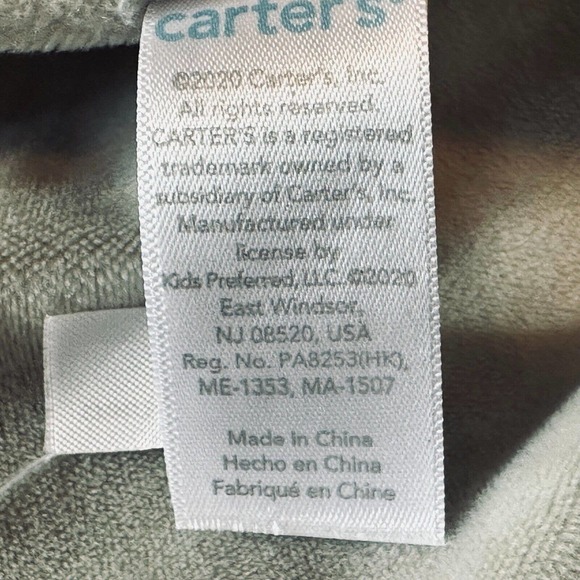 carter's®
©2020 Carter's, Inc.
All rights reserved.
CARTER'S is a registered
trademark owned by a
subsidiary of Carter's, Inc.
Manufactured under
license by
Kids Preferred, LLC. ©2020
East Windsor,
NJ 08520, USA
Reg. No. PA8253(HK),
ME-1353, MA-1507
Made in China
Hecho en China
Fabriqué en Chine